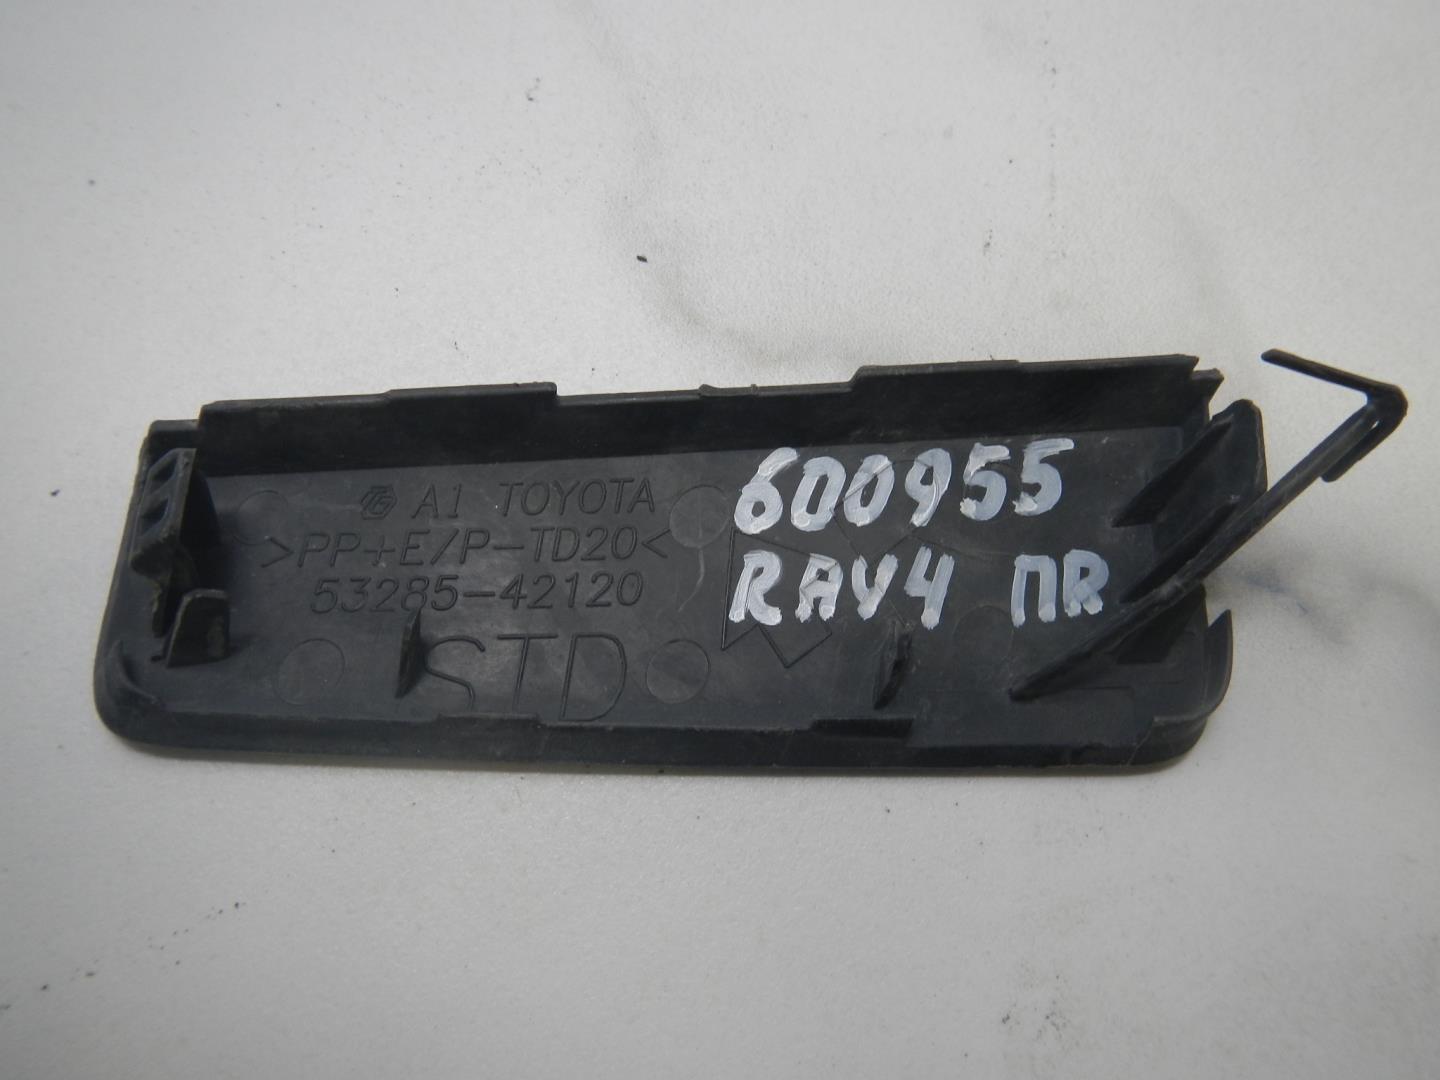 A1 TOYOTA
>PP+E/P-TD20<
53285-42120
STD
600955
RAV4 ПR